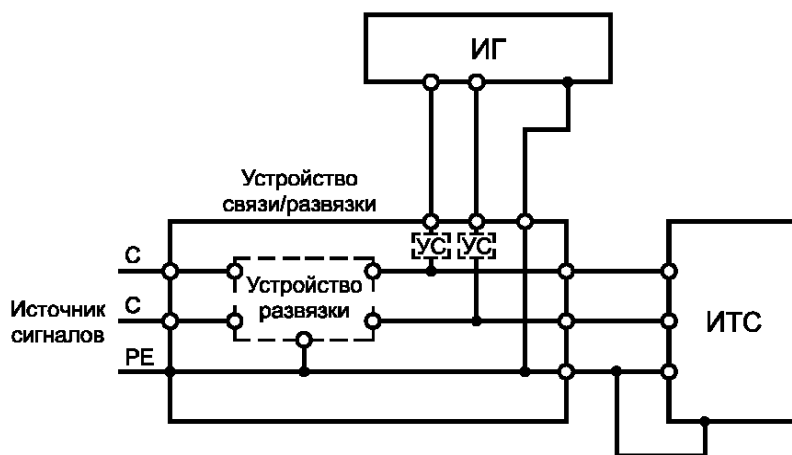 ИГ
Устройство
связи/развязки
УС УС
С
Устройство
развязки
Источник
сигналов
С
ИТС
PE